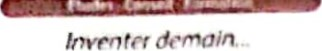 Études Conseil Formation
Inventer demain...